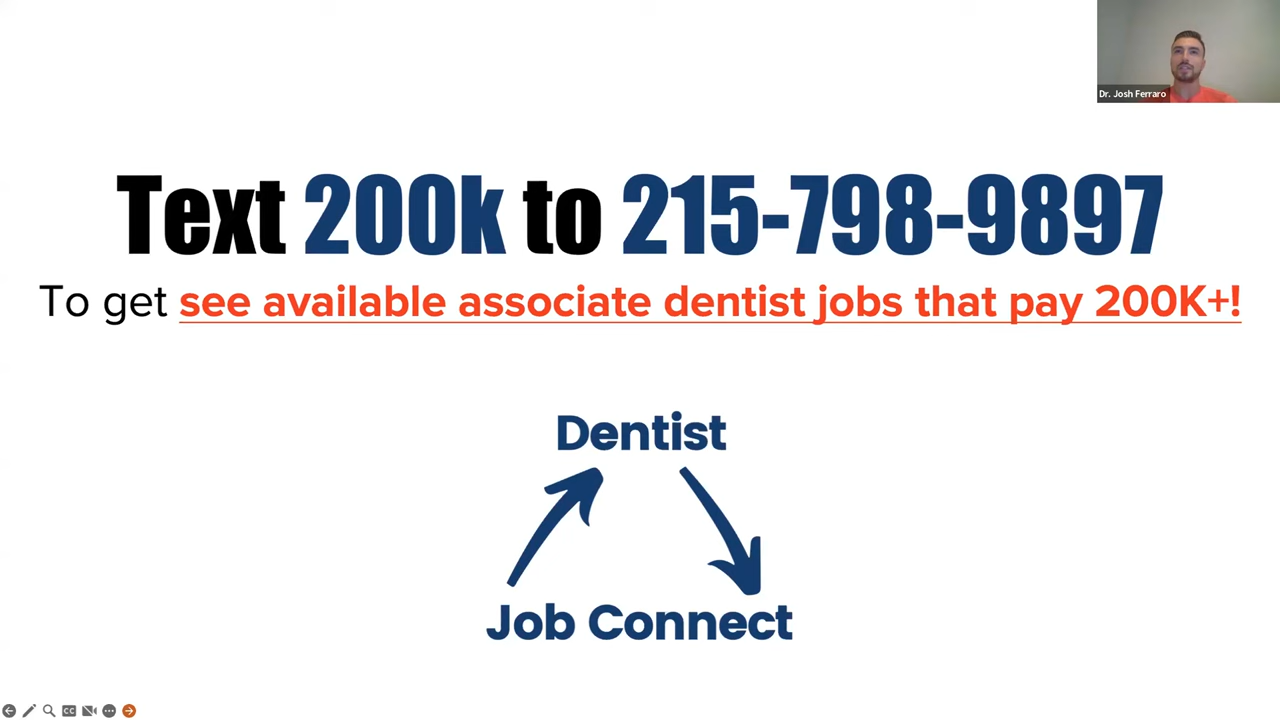 Dr. Josh Ferraro
Text 200k to 215-798-9897
To get see available associate dentist jobs that pay 200K+!
Dentist
Job Connect
CC